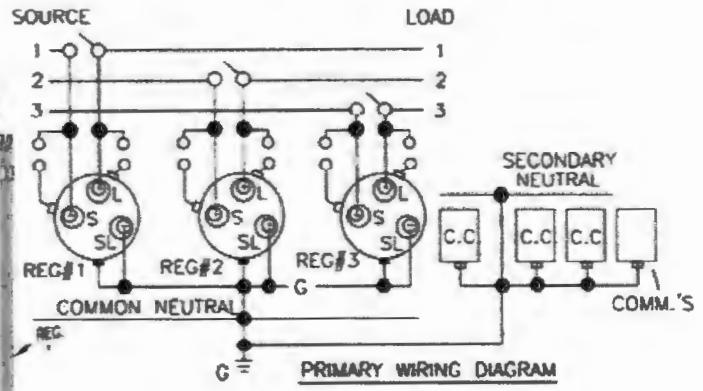 SOURCE LOAD
1 1
2 2
3 3
L L L
S S S
SL SL SL
REG#1 REG#2 REG#3
G
COMMON NEUTRAL
REG.
G
PRIMARY WIRING DIAGRAM
SECONDARY
NEUTRAL
C.C C.C C.C
COMM.'S